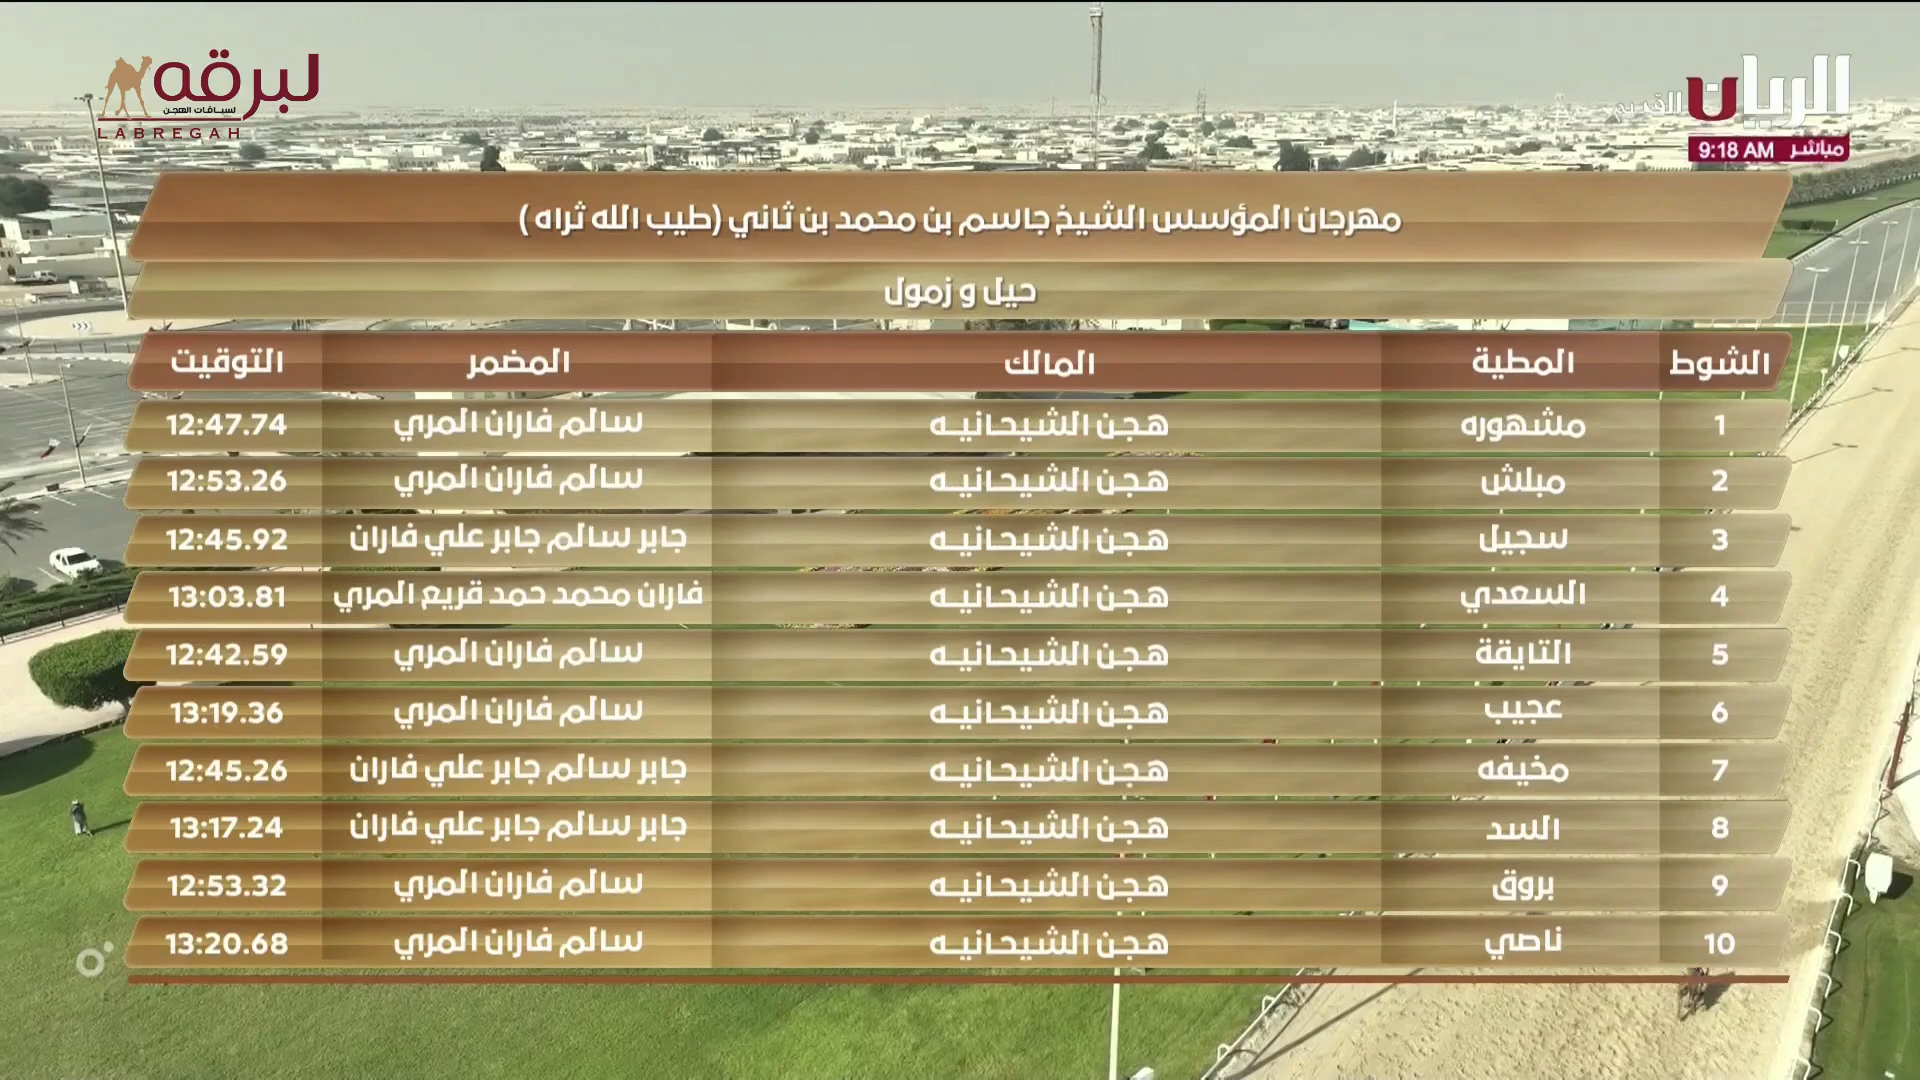 لبرقه
لسباقات الهجن
LABREGAH
الريان القديم
مباشر 9:18 AM
مهرجان المؤسس الشيخ جاسم بن محمد بن ثاني (طيب الله ثراه )
حيل و زمول
الشوط المطية المالك المضمر التوقيت
1 مشهوره هجن الشيحانيه سالم فاران المري 12:47.74
2 مبلش هجن الشيحانيه سالم فاران المري 12:53.26
3 سجيل هجن الشيحانيه جابر سالم جابر علي فاران 12:45.92
4 السعدي هجن الشيحانيه فاران محمد حمد قريع المري 13:03.81
5 التايقة هجن الشيحانيه سالم فاران المري 12:42.59
6 عجيب هجن الشيحانيه سالم فاران المري 13:19.36
7 مخيفه هجن الشيحانيه جابر سالم جابر علي فاران 12:45.26
8 السد هجن الشيحانيه جابر سالم جابر علي فاران 13:17.24
9 بروق هجن الشيحانيه سالم فاران المري 12:53.32
10 ناصي هجن الشيحانيه سالم فاران المري 13:20.68